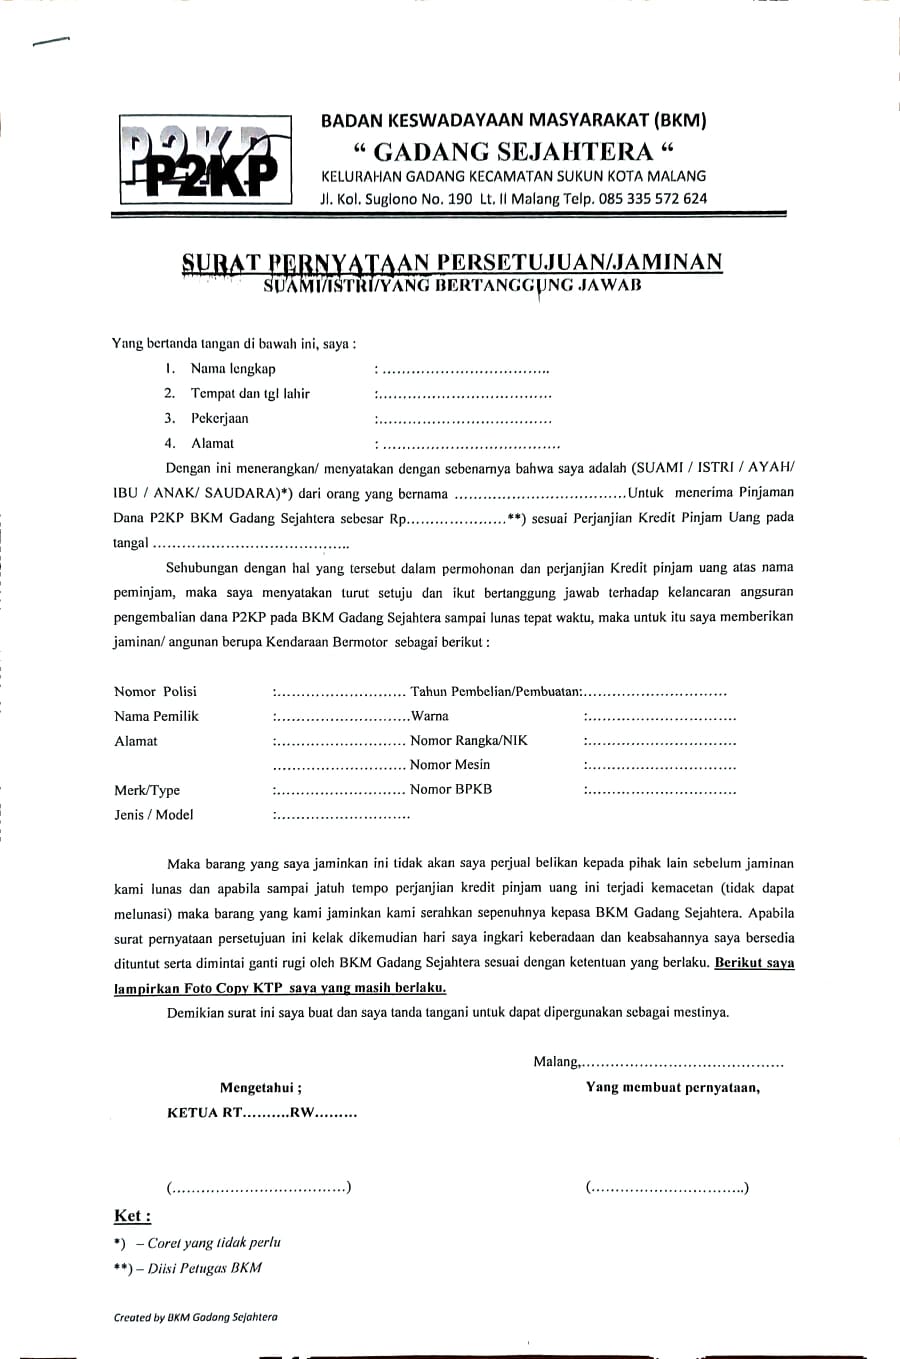 P2KP
BADAN KESWADAYAAN MASYARAKAT (BKM)
“ GADANG SEJAHTERA “
KELURAHAN GADANG KECAMATAN SUKUN KOTA MALANG
Jl. Kol. Sugiono No. 190 Lt. II Malang Telp. 085 335 572 624
SURAT PERNYATAAN PERSETUJUAN/JAMINAN
SUAMI/ISTRI/YANG BERTANGGUNG JAWAB
Yang bertanda tangan di bawah ini, saya :
1. Nama lengkap : ...................................
2. Tempat dan tgl lahir :....................................
3. Pekerjaan :....................................
4. Alamat : .....................................
Dengan ini menerangkan/ menyatakan dengan sebenarnya bahwa saya adalah (SUAMI / ISTRI / AYAH/
IBU / ANAK/ SAUDARA)*) dari orang yang bernama ....................................Untuk menerima Pinjaman
Dana P2KP BKM Gadang Sejahtera sebesar Rp.....................**) sesuai Perjanjian Kredit Pinjam Uang pada
tangal .........................................
Sehubungan dengan hal yang tersebut dalam permohonan dan perjanjian Kredit pinjam uang atas nama
peminjam, maka saya menyatakan turut setuju dan ikut bertanggung jawab terhadap kelancaran angsuran
pengembalian dana P2KP pada BKM Gadang Sejahtera sampai lunas tepat waktu, maka untuk itu saya memberikan
jaminan/ angunan berupa Kendaraan Bermotor sebagai berikut :
Nomor Polisi :........................... Tahun Pembelian/Pembuatan:..............................
Nama Pemilik :............................Warna :...............................
Alamat :........................... Nomor Rangka/NIK :...............................
............................ Nomor Mesin :...............................
Merk/Type :........................... Nomor BPKB :...............................
Jenis / Model :............................
Maka barang yang saya jaminkan ini tidak akan saya perjual belikan kepada pihak lain sebelum jaminan
kami lunas dan apabila sampai jatuh tempo perjanjian kredit pinjam uang ini terjadi kemacetan (tidak dapat
melunasi) maka barang yang kami jaminkan kami serahkan sepenuhnya kepasa BKM Gadang Sejahtera. Apabila
surat pernyataan persetujuan ini kelak dikemudian hari saya ingkari keberadaan dan keabsahannya saya bersedia
dituntut serta dimintai ganti rugi oleh BKM Gadang Sejahtera sesuai dengan ketentuan yang berlaku. Berikut saya
lampirkan Foto Copy KTP saya yang masih berlaku.
Demikian surat ini saya buat dan saya tanda tangani untuk dapat dipergunakan sebagai mestinya.
Malang,..........................................
Mengetahui ; Yang membuat pernyataan,
KETUA RT..........RW.........
(....................................) (................................)
Ket :
*) – Coret yang tidak perlu
**) – Diisi Petugas BKM
Created by BKM Gadang Sejahtera